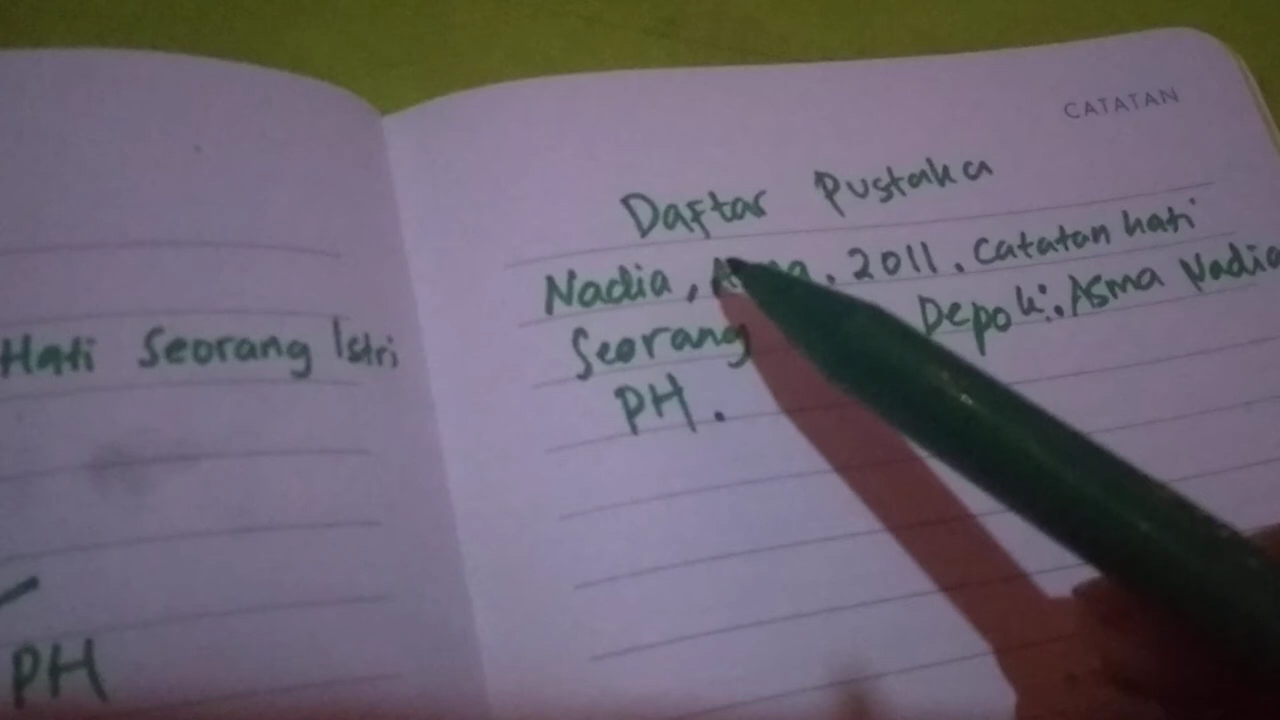 Hati Seorang Istri
PH
CATATAN
Daftar Pustaka
Nadia, 2011. Catatan hati
Seorang Depok: Asma Nadia
PH.